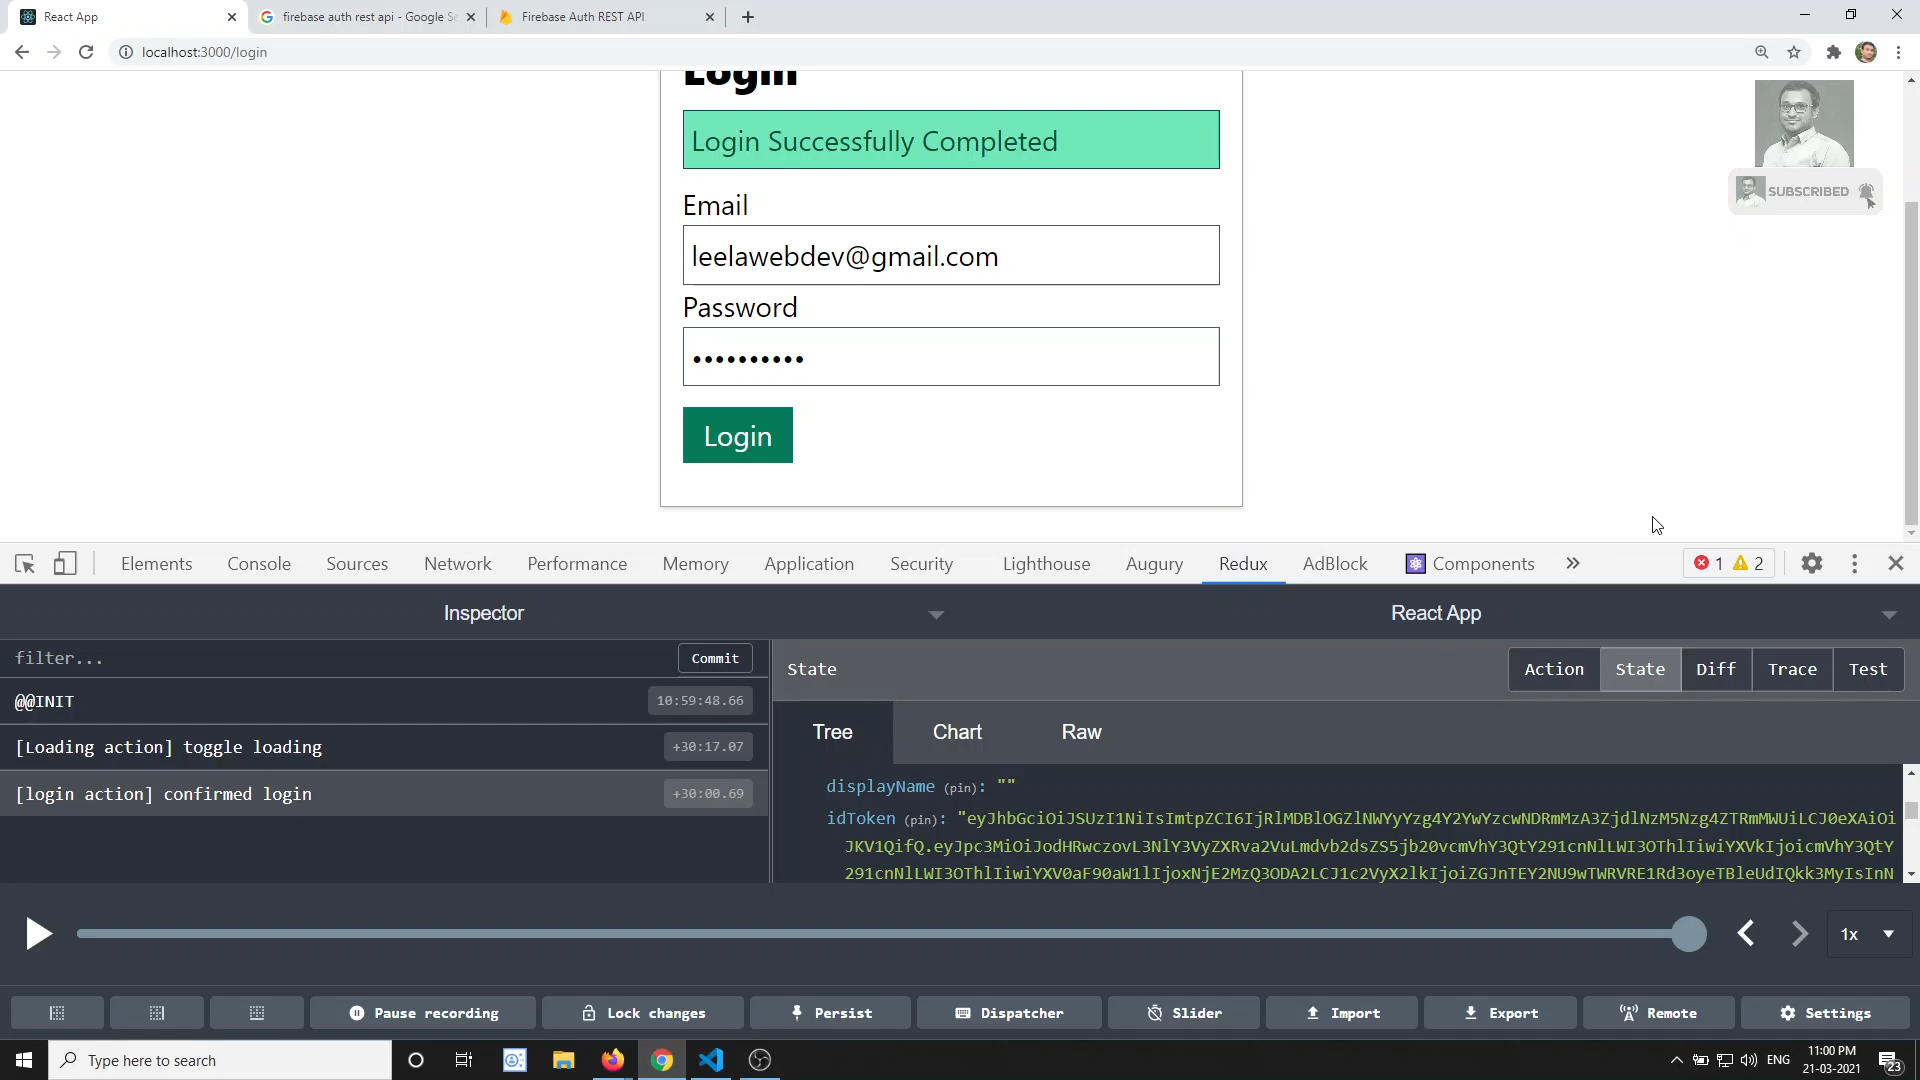 React App
firebase auth rest api - Google Se
Firebase Auth REST API
localhost:3000/login
Login
Login Successfully Completed
SUBSCRIBED
Email
leelawebdev@gmail.com
Password
Login
Elements Console Sources Network Performance Memory Application Security Lighthouse Augury Redux AdBlock Components 1 2
Inspector
React App
filter...
Commit
State
Action State Diff Trace Test
@@INIT
10:59:48.66
Tree Chart Raw
[Loading action] toggle loading
+30:17.07
[login action] confirmed login
+30:00.69
displayName (pin): ""
idToken (pin):
1x
Pause recording Lock changes Persist Dispatcher Slider Import Export Remote Settings
Type here to search
ENG
11:00 PM
21-03-2021
23